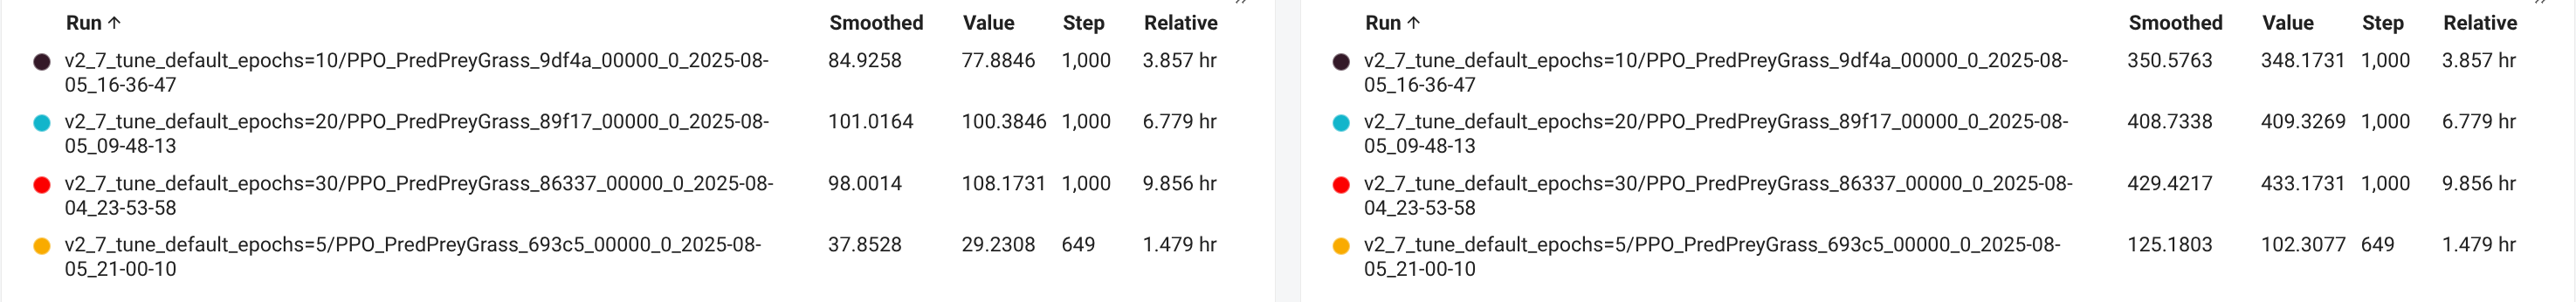 Run ↑ Smoothed Value Step Relative
v2_7_tune_default_epochs=10/PPO_PredPreyGrass_9df4a_00000_0_2025-08- 84.9258 77.8846 1,000 3.857 hr
05_16-36-47
v2_7_tune_default_epochs=20/PPO_PredPreyGrass_89f17_00000_0_2025-08- 101.0164 100.3846 1,000 6.779 hr
05_09-48-13
v2_7_tune_default_epochs=30/PPO_PredPreyGrass_86337_00000_0_2025-08- 98.0014 108.1731 1,000 9.856 hr
04_23-53-58
v2_7_tune_default_epochs=5/PPO_PredPreyGrass_693c5_00000_0_2025-08- 37.8528 29.2308 649 1.479 hr
05_21-00-10
Run ↑ Smoothed Value Step Relative
v2_7_tune_default_epochs=10/PPO_PredPreyGrass_9df4a_00000_0_2025-08- 350.5763 348.1731 1,000 3.857 hr
05_16-36-47
v2_7_tune_default_epochs=20/PPO_PredPreyGrass_89f17_00000_0_2025-08- 408.7338 409.3269 1,000 6.779 hr
05_09-48-13
v2_7_tune_default_epochs=30/PPO_PredPreyGrass_86337_00000_0_2025-08- 429.4217 433.1731 1,000 9.856 hr
04_23-53-58
v2_7_tune_default_epochs=5/PPO_PredPreyGrass_693c5_00000_0_2025-08- 125.1803 102.3077 649 1.479 hr
05_21-00-10